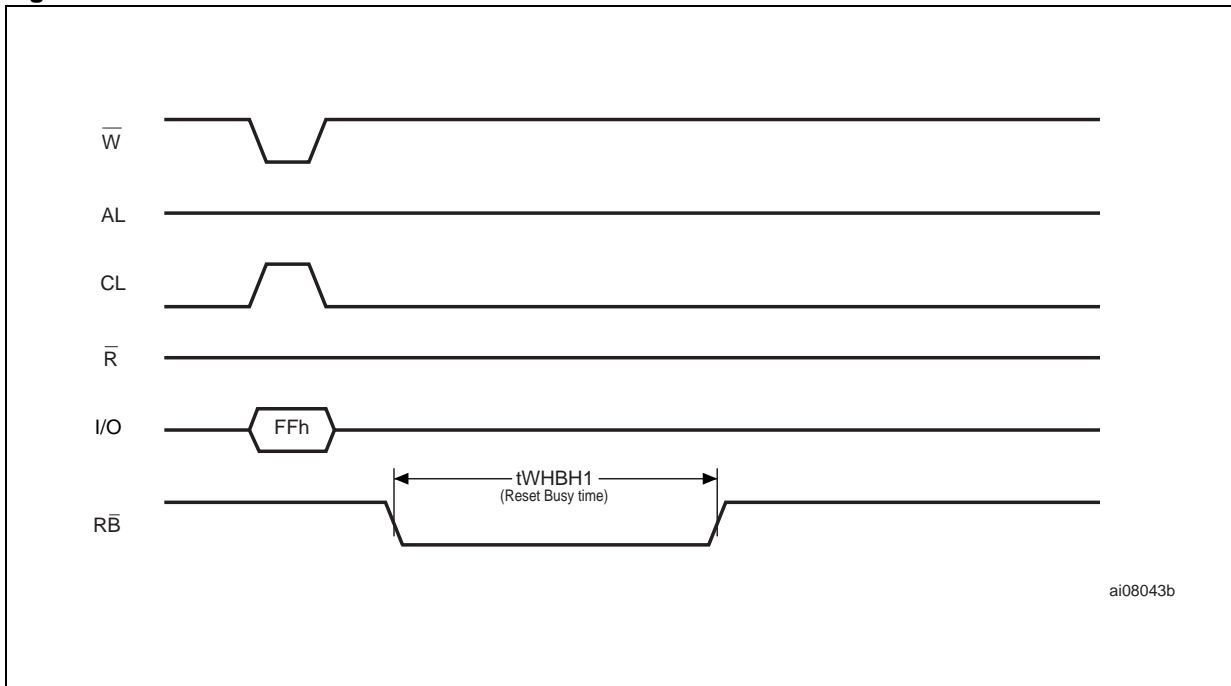 W̅
AL
CL
R̅
I/O
FFh
tWHBH1
(Reset Busy time)
RB̅
ai08043b